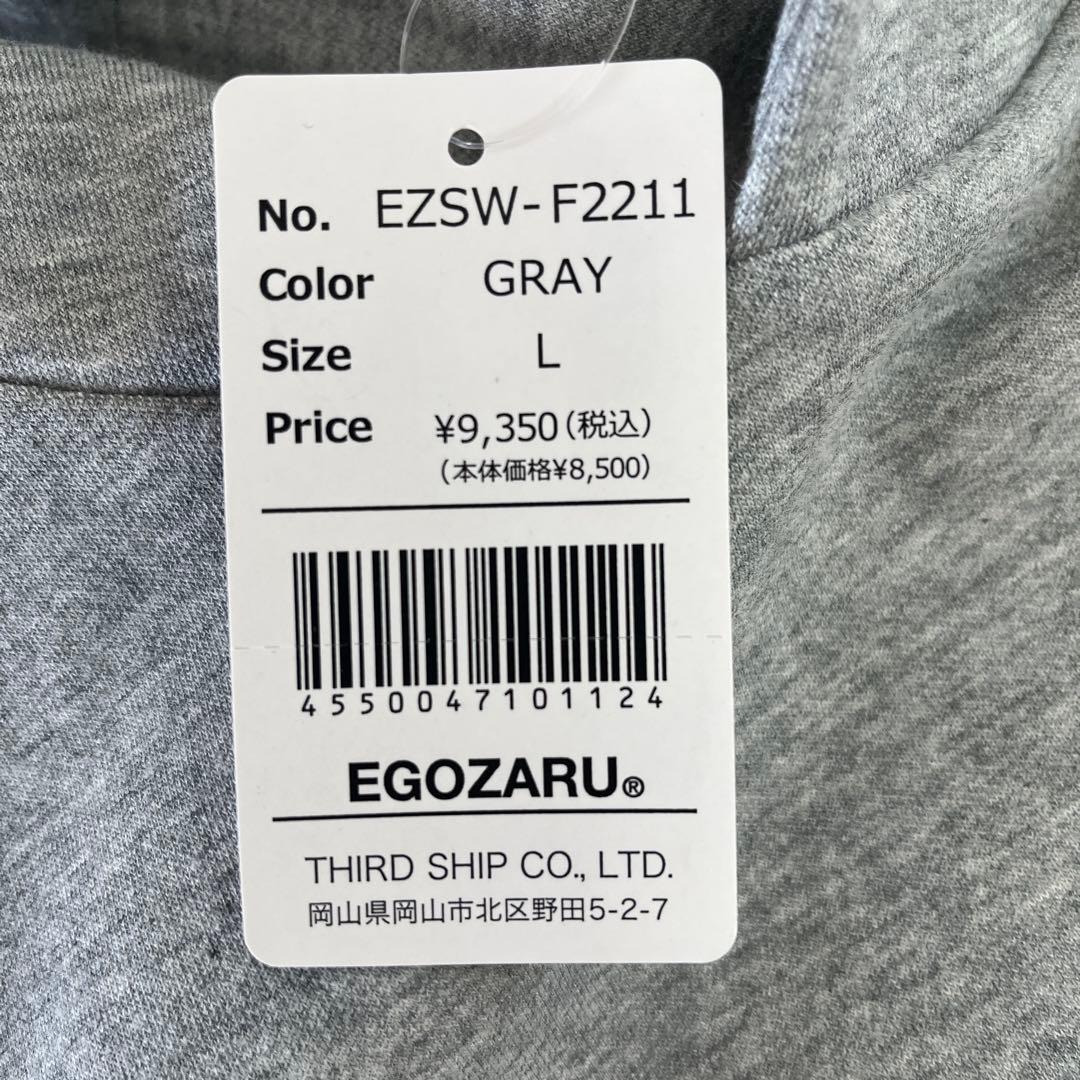 No. EZSW-F2211
Color GRAY
Size L
Price ¥9,350(税込)
(本体価格¥8,500)
4550047101124
EGOZARU®
THIRD SHIP CO., LTD.
岡山県岡山市北区野田5-2-7